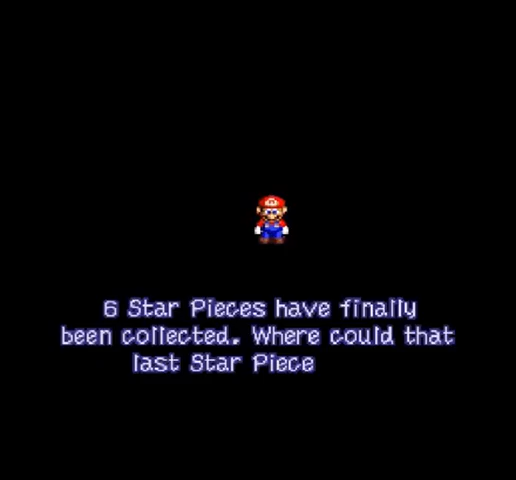 6 Star Pieces have finally
been collected. Where could that
last Star Piece